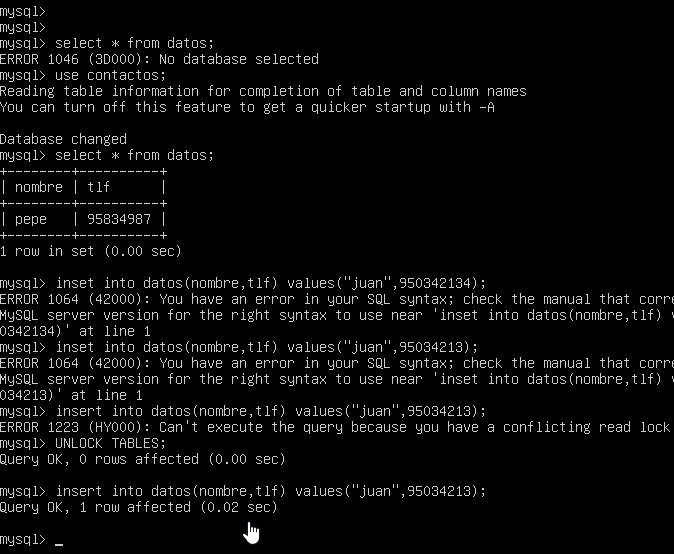 mysql>
mysql>
mysql> select * from datos;
ERROR 1046 (3D000): No database selected
mysql> use contactos;
Reading table information for completion of table and column names
You can turn off this feature to get a quicker startup with -A
Database changed
mysql> select * from datos;
+--------+----------+
| nombre | tlf      |
+--------+----------+
| pepe   | 95834987 |
+--------+----------+
1 row in set (0.00 sec)
mysql> inset into datos(nombre,tlf) values("juan",950342134);
ERROR 1064 (42000): You have an error in your SQL syntax; check the manual that corre
MySQL server version for the right syntax to use near 'inset into datos(nombre,tlf) v
0342134)' at line 1
mysql> inset into datos(nombre,tlf) values("juan",95034213);
ERROR 1064 (42000): You have an error in your SQL syntax; check the manual that corre
MySQL server version for the right syntax to use near 'inset into datos(nombre,tlf) v
034213)' at line 1
mysql> insert into datos(nombre,tlf) values("juan",95034213);
ERROR 1223 (HY000): Can't execute the query because you have a conflicting read lock
mysql> UNLOCK TABLES;
Query OK, 0 rows affected (0.00 sec)
mysql> insert into datos(nombre,tlf) values("juan",95034213);
Query OK, 1 row affected (0.02 sec)
mysql> _